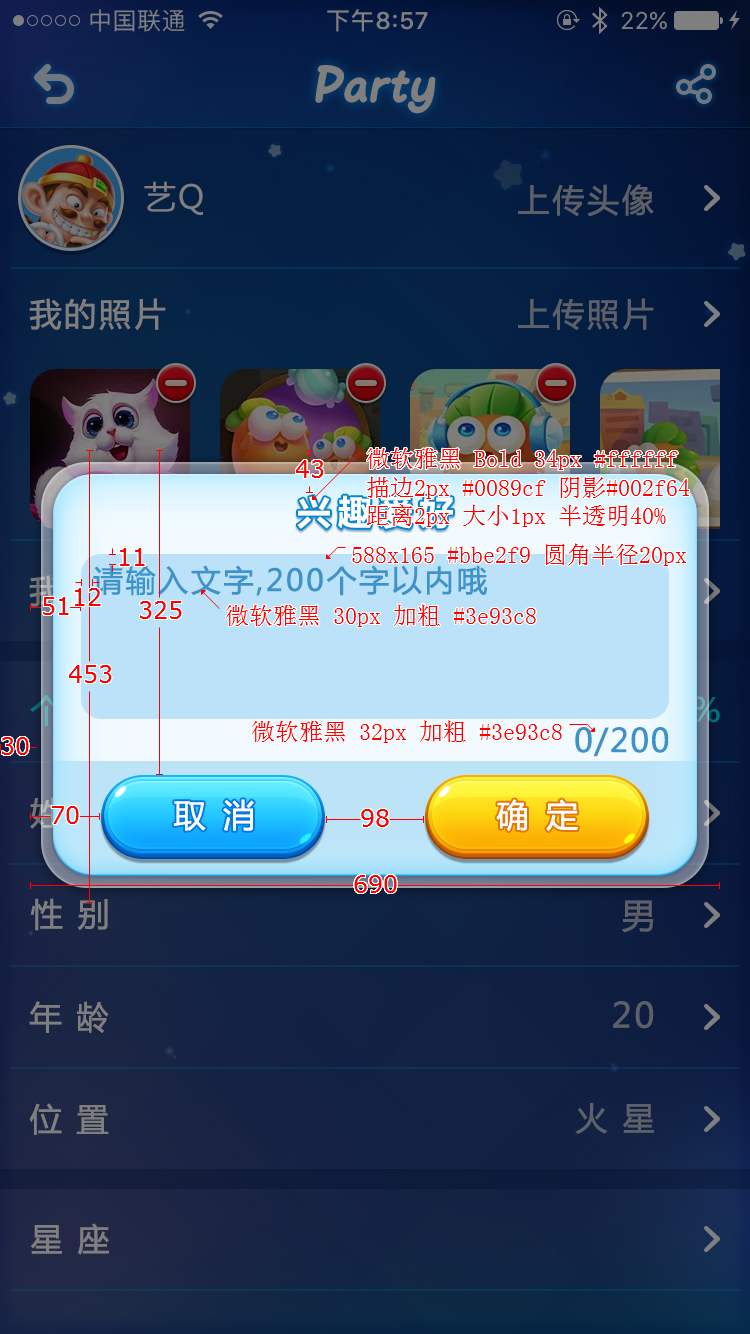 中国联通
下午8:57
22%
Party
艺Q
上传头像
我的照片
上传照片
43
微软雅黑 Bold 34px #ffffff
描边2px #0089cf 阴影#002f64
距离2px 大小1px 半透明40%
兴趣爱好
11
588x165 #bbe2f9 圆角半径20px
请输入文字,200个字以内哦
我
51
12
325
微软雅黑 30px 加粗 #3e93c8
453
个
%
微软雅黑 32px 加粗 #3e93c8
0/200
30
姓
70
取 消
98
确 定
690
性 别
男
年 龄
20
位 置
火 星
星 座